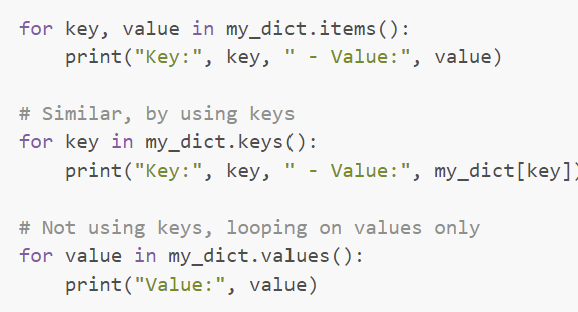 for key, value in my_dict.items():
    print("Key:", key, " - Value:", value)
# Similar, by using keys
for key in my_dict.keys():
    print("Key:", key, " - Value:", my_dict[key])
# Not using keys, looping on values only
for value in my_dict.values():
    print("Value:", value)